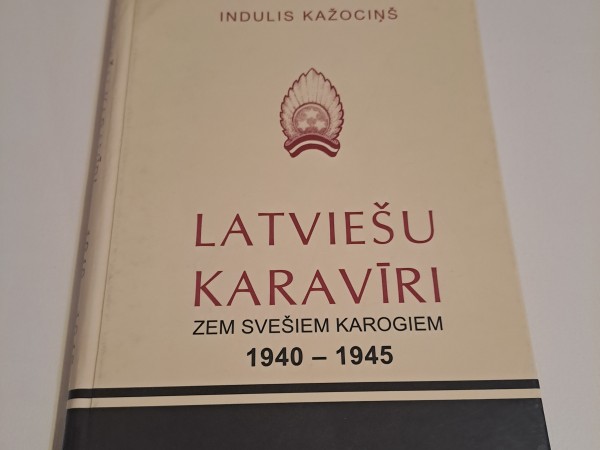 INDULIS KAŽOCIŅŠ
LATVIEŠU
KARAVĪRI
ZEM SVEŠIEM KAROGIEM
1940 – 1945